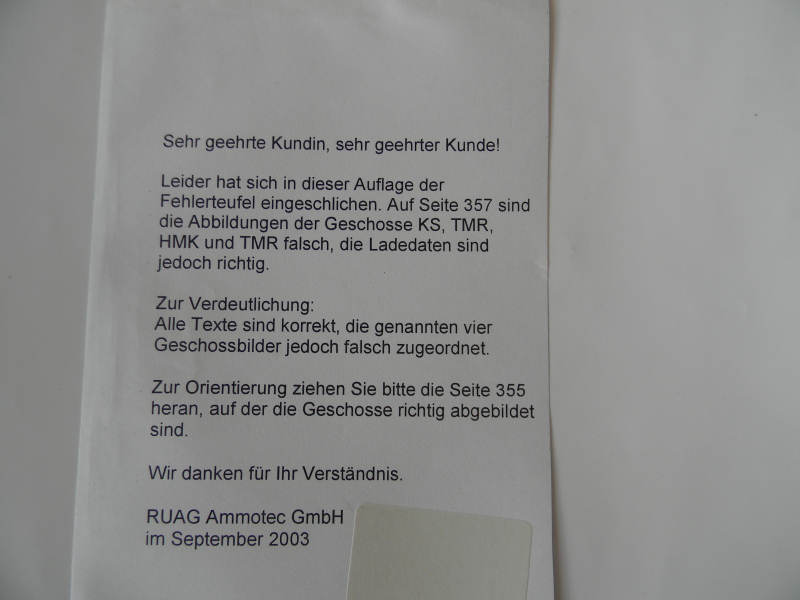 Sehr geehrte Kundin, sehr geehrter Kunde!
Leider hat sich in dieser Auflage der
Fehlerteufel eingeschlichen. Auf Seite 357 sind
die Abbildungen der Geschosse KS, TMR,
HMK und TMR falsch, die Ladedaten sind
jedoch richtig.
Zur Verdeutlichung:
Alle Texte sind korrekt, die genannten vier
Geschossbilder jedoch falsch zugeordnet.
Zur Orientierung ziehen Sie bitte die Seite 355
heran, auf der die Geschosse richtig abgebildet
sind.
Wir danken für Ihr Verständnis.
RUAG Ammotec GmbH
im September 2003